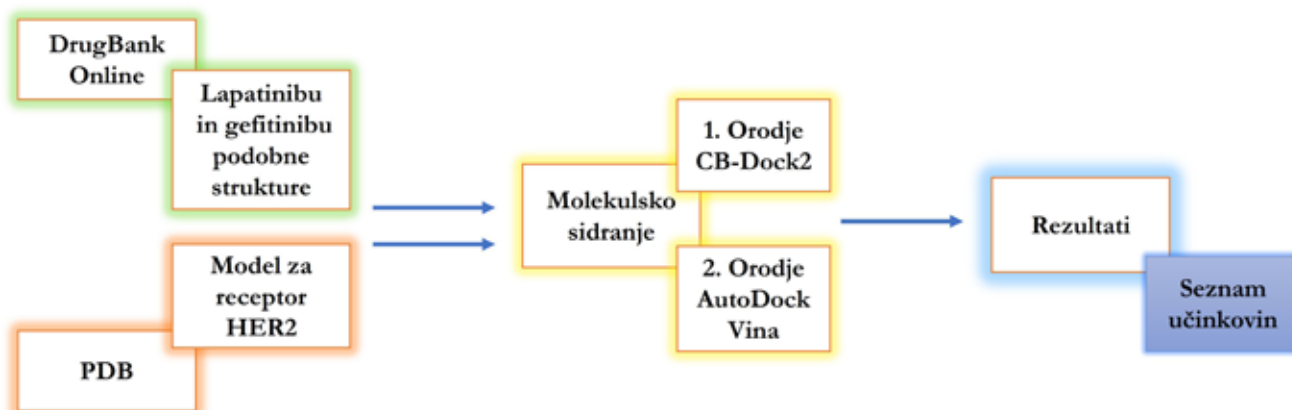 DrugBank
Online
Lapatinibu
in gefitinibu
podobne
strukture
Model za
receptor
HER2
PDB
Molekulsko
sidranje
1. Orodje
CB-Dock2
2. Orodje
AutoDock
Vina
Rezultati
Seznam
učinkovin